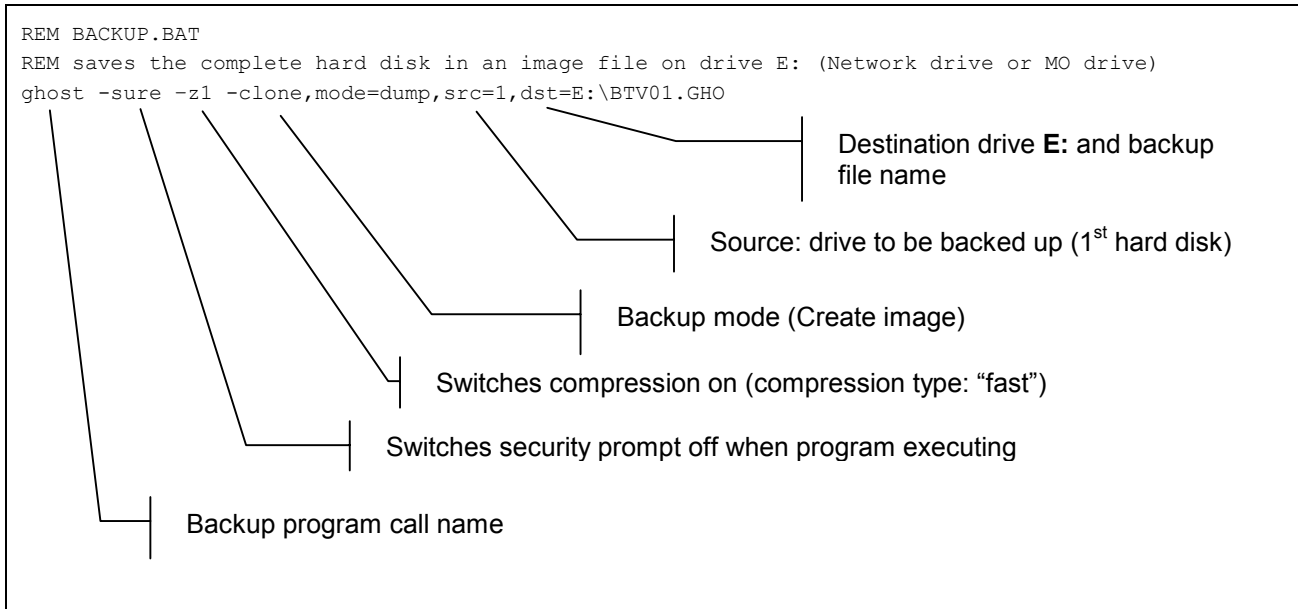 REM BACKUP.BAT
REM saves the complete hard disk in an image file on drive E: (Network drive or MO drive)
ghost -sure –z1 -clone,mode=dump,src=1,dst=E:\BTV01.GHO
Destination drive E: and backup
file name
Source: drive to be backed up (1st hard disk)
Backup mode (Create image)
Switches compression on (compression type: “fast”)
Switches security prompt off when program executing
Backup program call name